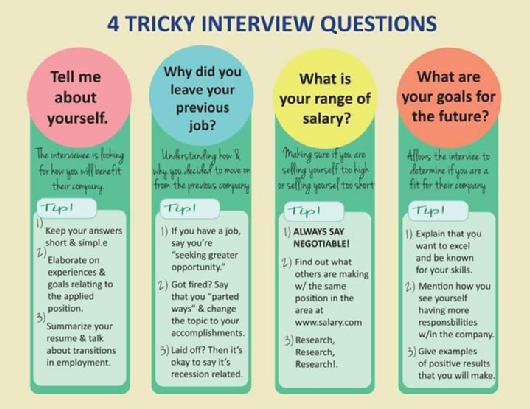 4 TRICKY INTERVIEW QUESTIONS
Tell me
about
yourself.
The interviewee is looking
for how you will benefit
their company.
Tip!
1) Keep your answers
short & simple
2) Elaborate on
experiences &
goals relating to
the applied
position.
3) Summarize your
resume & talk
about transitions
in employment.
Why did you
leave your
previous
job?
Understanding how &
why you decided to move on
from the previous company
Tip!
1) If you have a job,
say you're
"seeking greater
opportunity."
2) Got fired? Say
that you "parted
ways" & change
the topic to your
accomplishments.
3) Laid off? Then it's
okay to say it's
recession related.
What is
your range of
salary?
Making sure if you are
selling yourself too high
or selling yoursel too short
Tip!
1) ALWAYS SAY
NEGOTIABLE!
2) Find out what
others are making
w/ the same
position in the
area at
www.salary.com
3) Research,
Research,
Research!.
What are
your goals for
the future?
Allows the interviee to
determine if you are a
fit for their company
Tip!
1) Explain that you
want to excel
and be known
for your skills.
2) Mention how you
see yourself
having more
responsbilities
w/in the company.
3) Give examples
of positive results
that you will make.